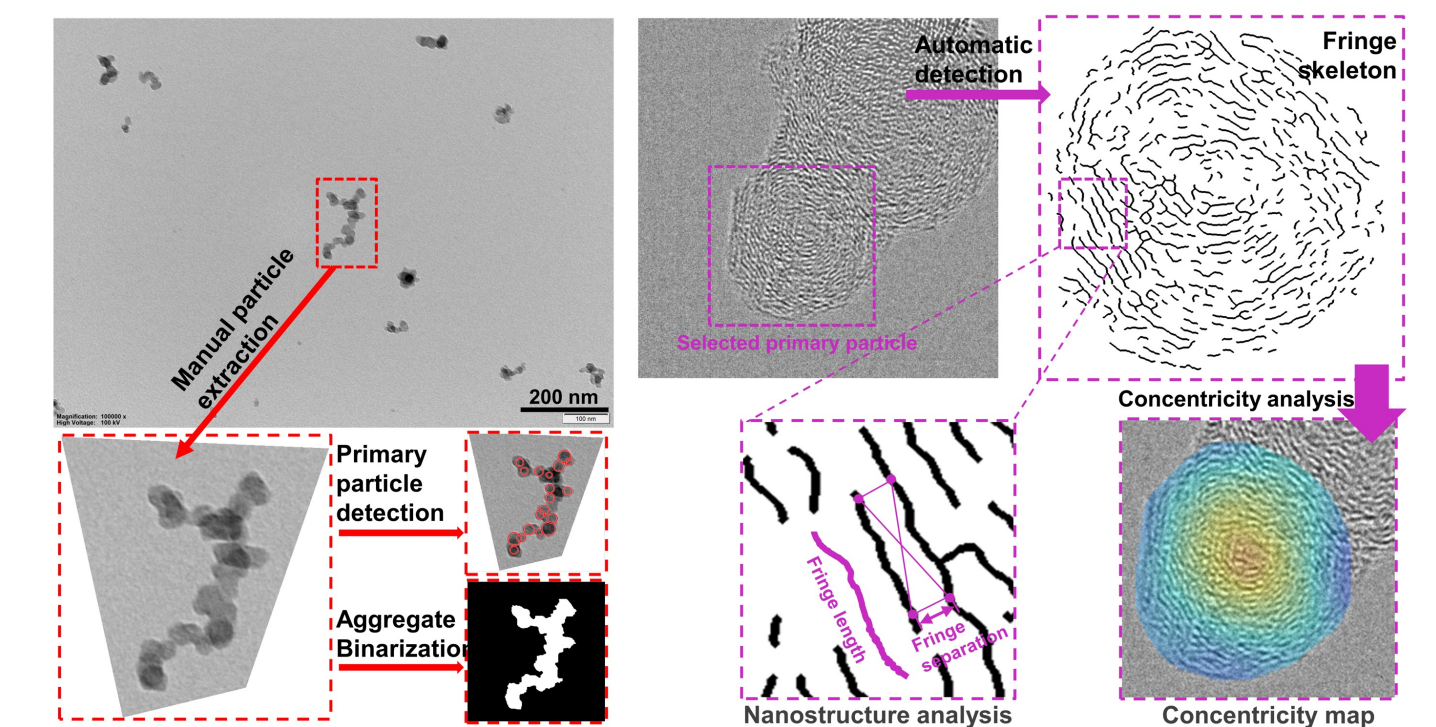 Magnification: 100000 x
High Voltage: 100 kV
200 nm
100 nm
Manual particle
extraction
Primary
particle
detection
Aggregate
Binarization
Automatic
detection
Selected primary particle
Fringe
skeleton
Concentricity analysis
Fringe length
Fringe
separation
Nanostructure analysis
Concentricity map